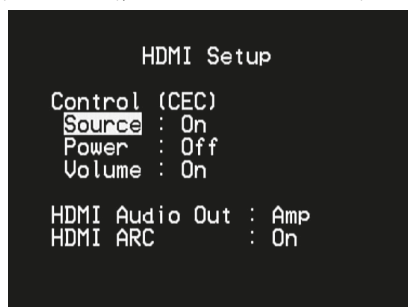 HDMI Setup
Control (CEC)
Source : On
Power : Off
Volume : On
HDMI Audio Out : Amp
HDMI ARC : On